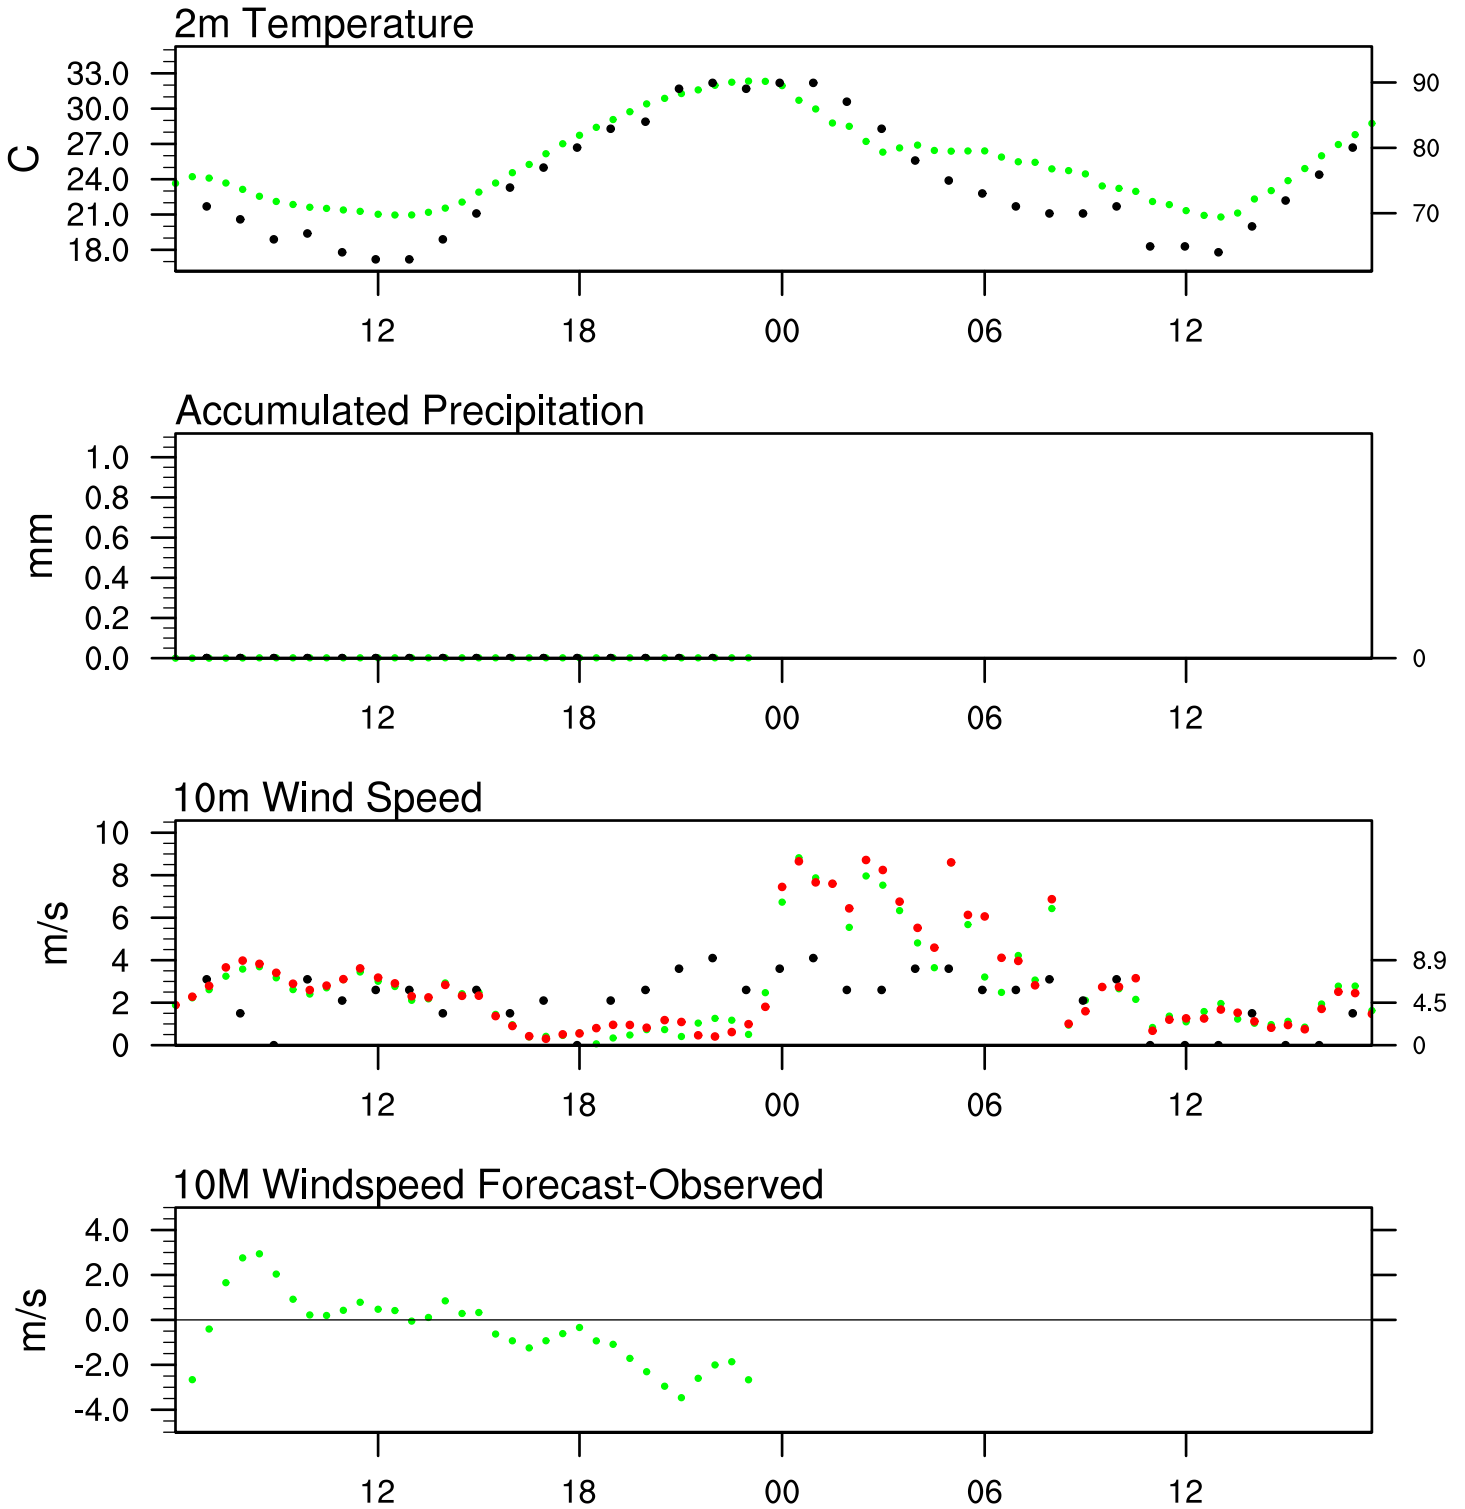 2m Temperature
33.0
30.0
27.0
24.0
21.0
18.0
C
90
80
70
12 18 00 06 12
Accumulated Precipitation
1.0
0.8
0.6
0.4
0.2
0.0
mm
0
12 18 00 06 12
10m Wind Speed
10
8
6
4
2
0
m/s
8.9
4.5
0
12 18 00 06 12
10M Windspeed Forecast-Observed
4.0
2.0
0.0
-2.0
-4.0
m/s
12 18 00 06 12